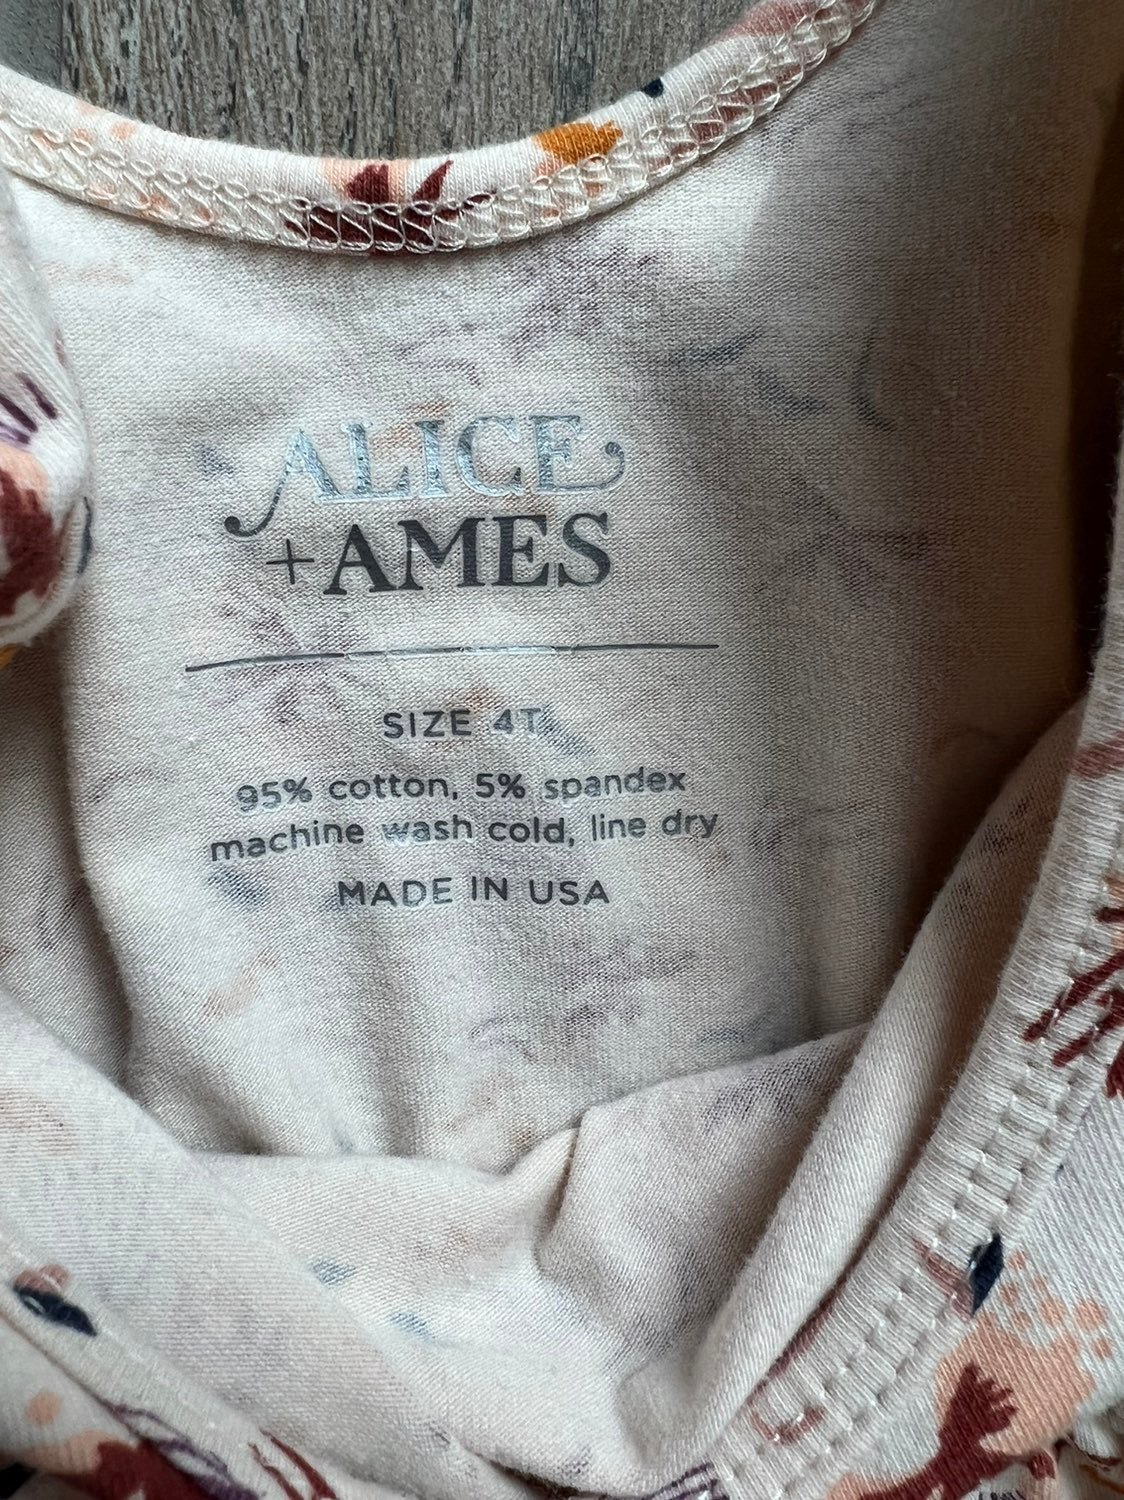 ALICE
+AMES
SIZE 4T
95% cotton, 5% spandex
machine wash cold, line dry
MADE IN USA